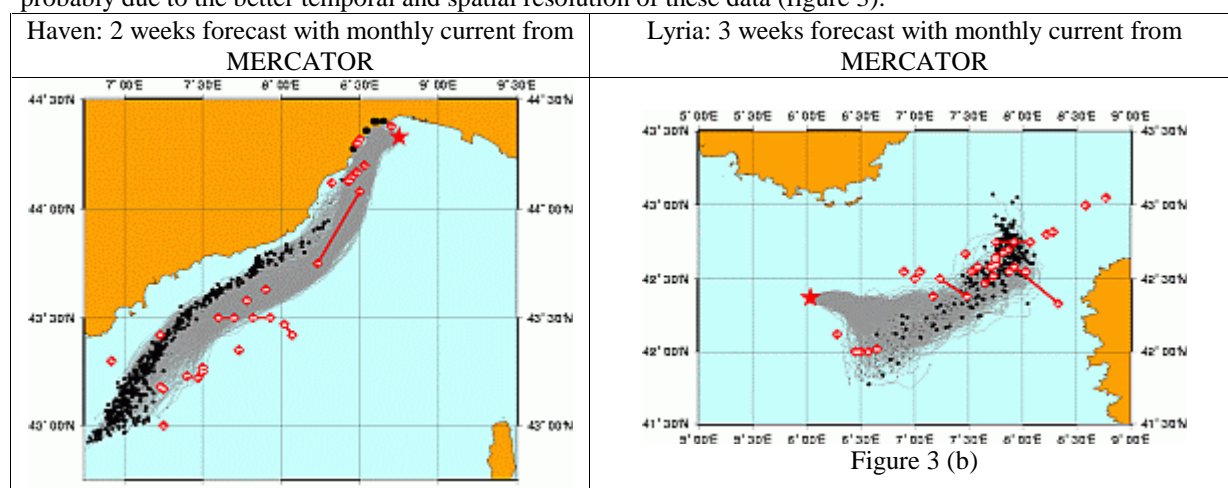 probably due to the better temporal and spatial resolution of these data (figure 3).
Haven: 2 weeks forecast with monthly current from
MERCATOR
Lyria: 3 weeks forecast with monthly current from
MERCATOR
7° 00'E 7° 30'E 8° 00'E 8° 30'E 9° 00'E 9° 30'E
44° 30'N 44° 30'N
44° 00'N 44° 00'N
43° 30'N 43° 30'N
43° 00'N 43° 00'N
5° 00'E 5° 30'E 6° 00'E 6° 30'E 7° 00'E 7° 30'E 8° 00'E 8° 30'E 9° 00'E
43° 30'N 43° 30'N
43° 00'N 43° 00'N
42° 30'N 42° 30'N
42° 00'N 42° 00'N
41° 30'N 41° 30'N
5° 00'E 5° 30'E 6° 00'E 6° 30'E 7° 00'E 7° 30'E 8° 00'E 8° 30'E 9° 00'E
Figure 3 (b)